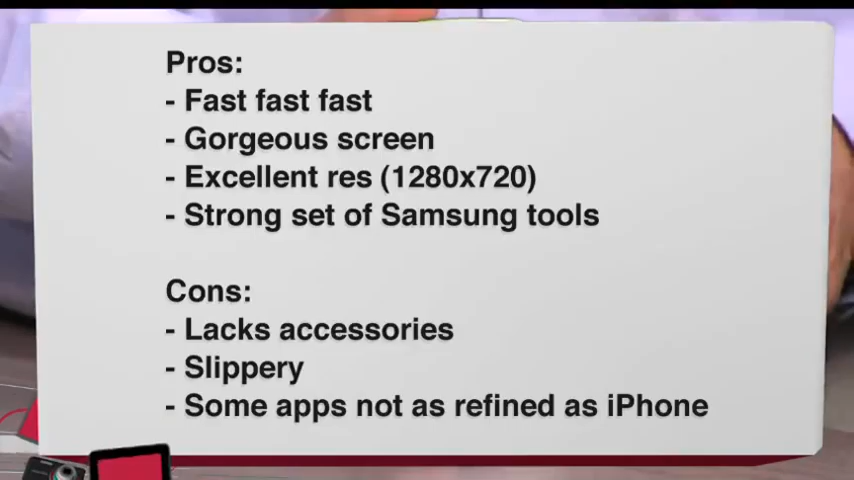 Pros:
- Fast fast fast
- Gorgeous screen
- Excellent res (1280x720)
- Strong set of Samsung tools
Cons:
- Lacks accessories
- Slippery
- Some apps not as refined as iPhone